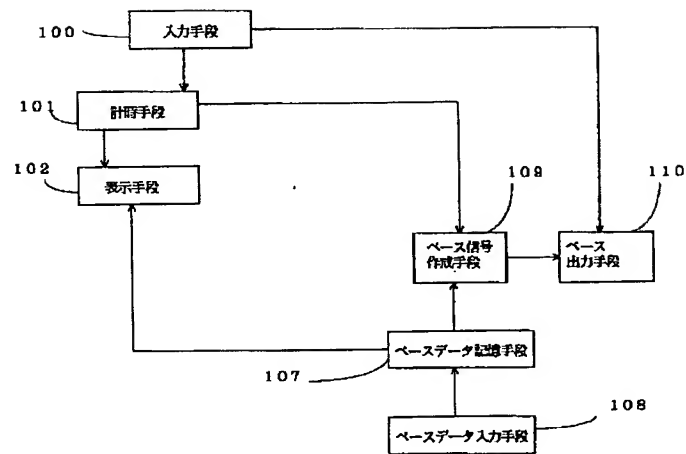 100
入力手段
101
計時手段
102
表示手段
109
110
ペース信号
作成手段
ペース
出力手段
ペースデータ記憶手段
107
108
ペースデータ入力手段